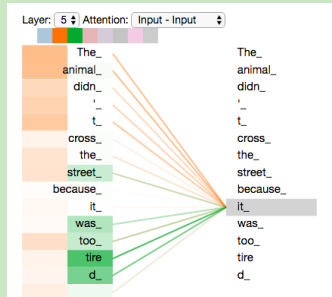 Layer: 5 Attention: Input - Input
The_ The_
animal_ animal_
didn_ didn_
'_ '_
t_ t_
cross_ cross_
the_ the_
street_ street_
because_ because_
it_ it_
was_ was_
too_ too_
tire tire
d_ d_